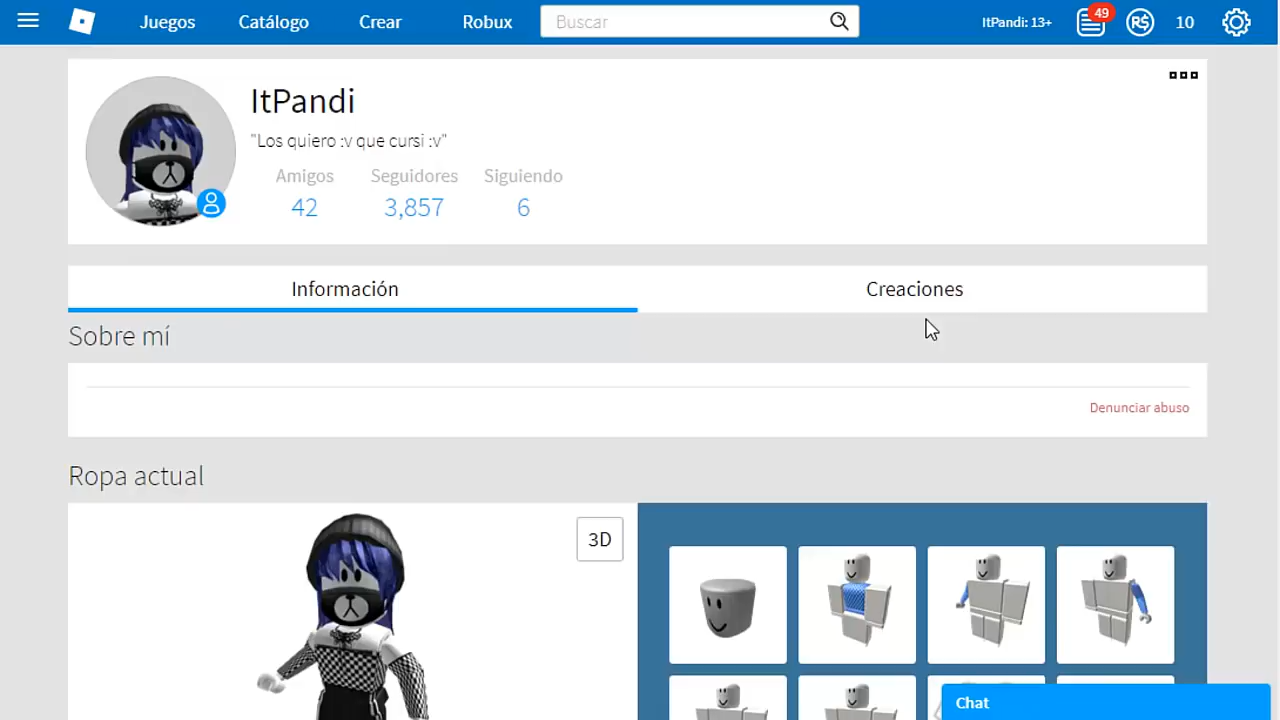 Juegos Catálogo Crear Robux Buscar ItPandi: 13+ 49 R$ 10
ItPandi
"Los quiero :v que cursi :v"
Amigos Seguidores Siguiendo
42 3,857 6
Información Creaciones
Sobre mí
Denunciar abuso
Ropa actual
3D
Chat